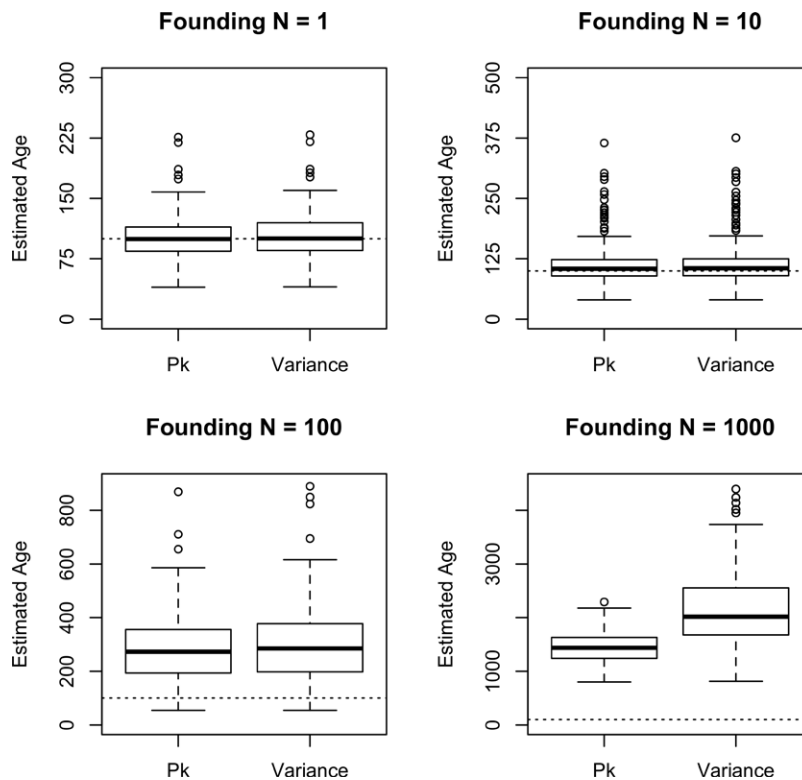 Founding N = 1
Estimated Age
300
225
150
75
0
Pk Variance
Founding N = 10
Estimated Age
500
375
250
125
0
Pk Variance
Founding N = 100
Estimated Age
800
600
400
200
0
Pk Variance
Founding N = 1000
Estimated Age
3000
1000
0
Pk Variance